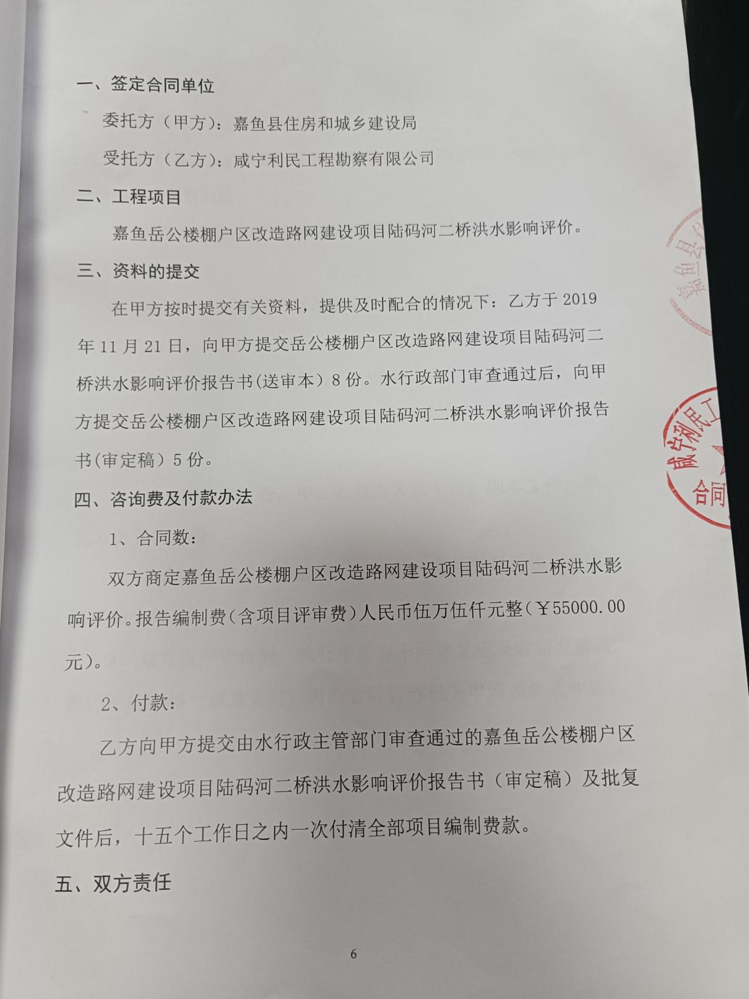 一、签定合同单位
委托方（甲方）：嘉鱼县住房和城乡建设局
受托方（乙方）：咸宁利民工程勘察有限公司
二、工程项目
嘉鱼岳公楼棚户区改造路网建设项目陆码河二桥洪水影响评价。
三、资料的提交
在甲方按时提交有关资料，提供及时配合的情况下：乙方于 2019
年 11 月 21 日，向甲方提交岳公楼棚户区改造路网建设项目陆码河二
桥洪水影响评价报告书(送审本）8 份。水行政部门审查通过后，向甲
方提交岳公楼棚户区改造路网建设项目陆码河二桥洪水影响评价报告
书(审定稿）5 份。
四、咨询费及付款办法
1、合同数：
双方商定嘉鱼岳公楼棚户区改造路网建设项目陆码河二桥洪水影
响评价。报告编制费（含项目评审费）人民币伍万伍仟元整（￥55000.00
元）。
2、付款：
乙方向甲方提交由水行政主管部门审查通过的嘉鱼岳公楼棚户区
改造路网建设项目陆码河二桥洪水影响评价报告书（审定稿）及批复
文件后，十五个工作日之内一次付清全部项目编制费款。
五、双方责任
6
嘉鱼县住
咸宁利民工
合同